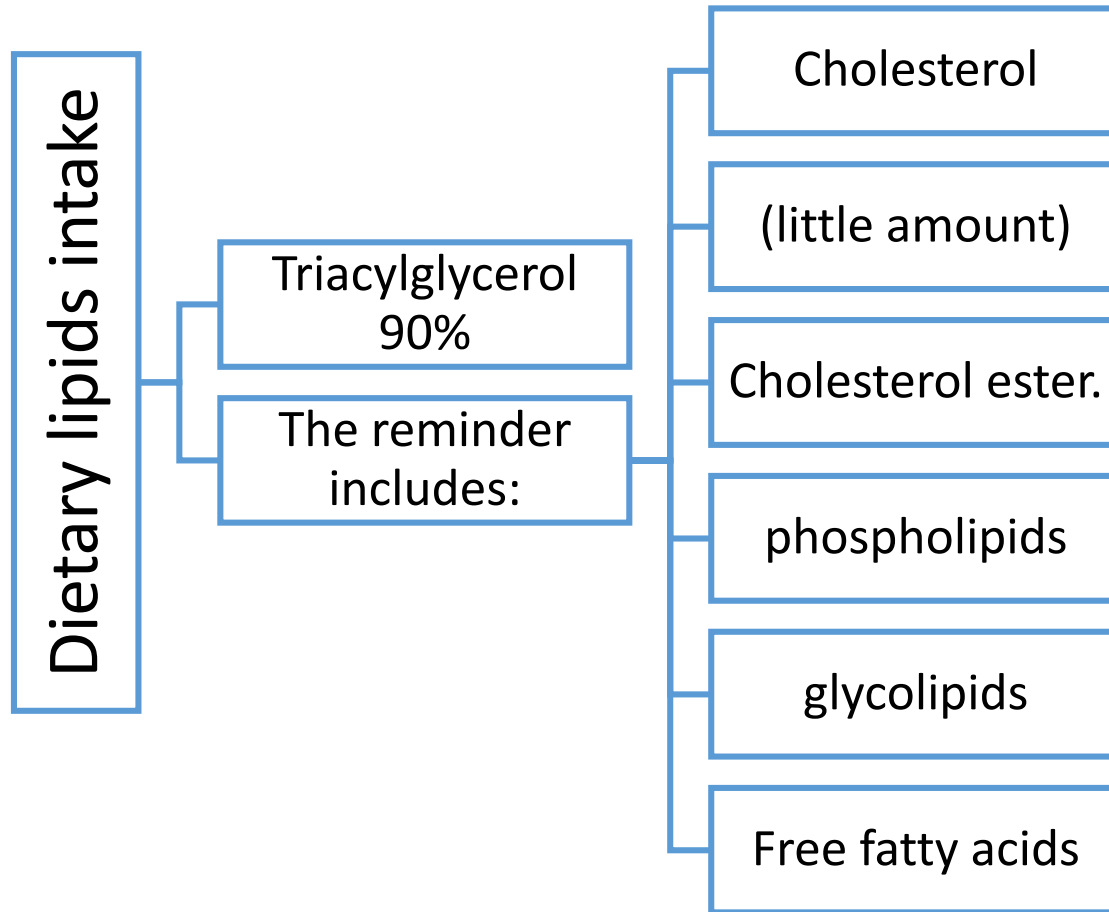 Dietary lipids intake
Triacylglycerol
90%
The reminder
includes:
Cholesterol
(little amount)
Cholesterol ester.
phospholipids
glycolipids
Free fatty acids